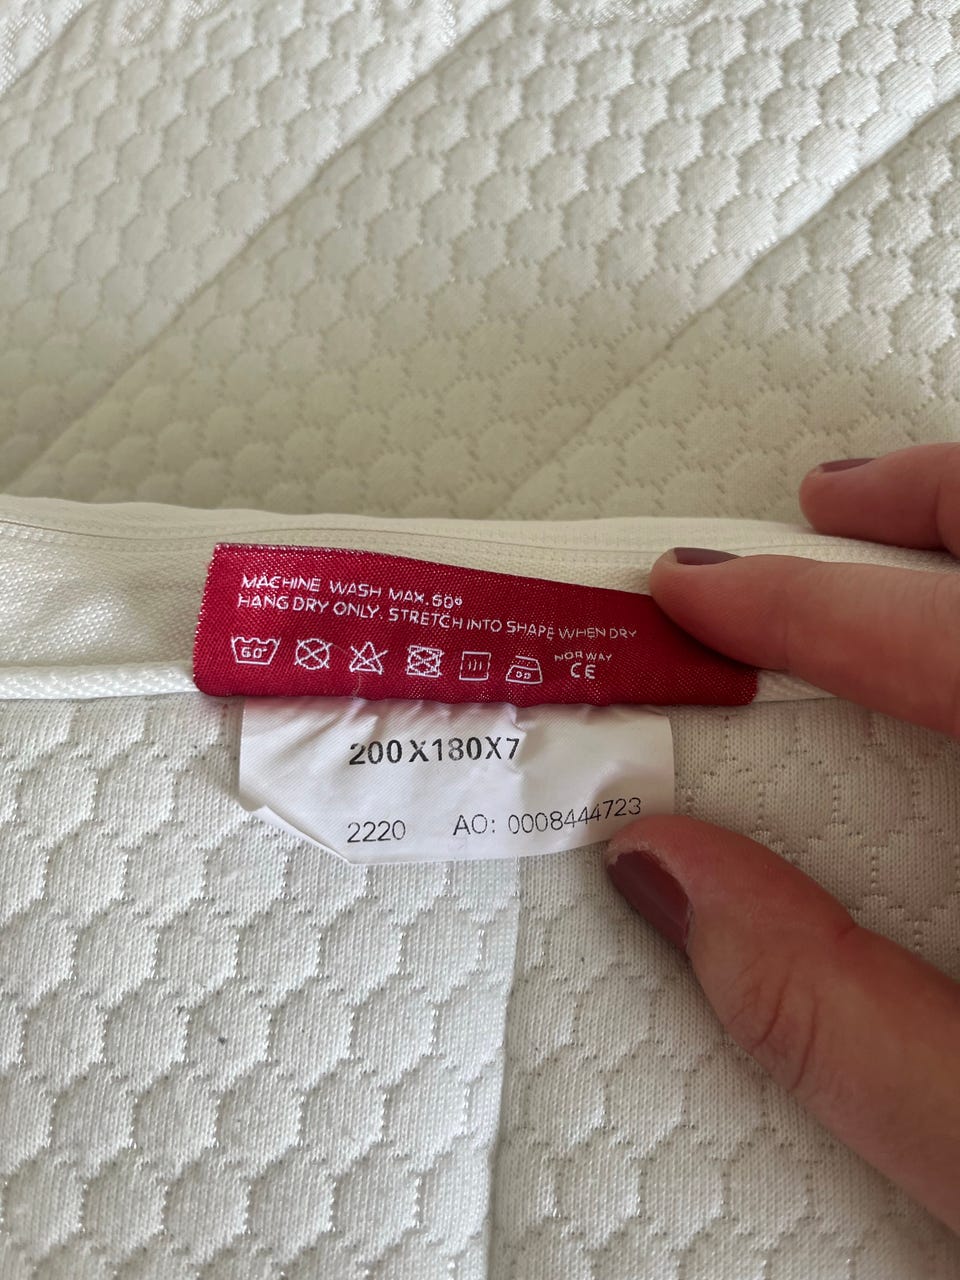 MACHINE WASH MAX.60°
HANG DRY ONLY. STRETCH INTO SHAPE WHEN DRY
60°
NORWAY
CE
200X180X7
2220 AO: 0008444723